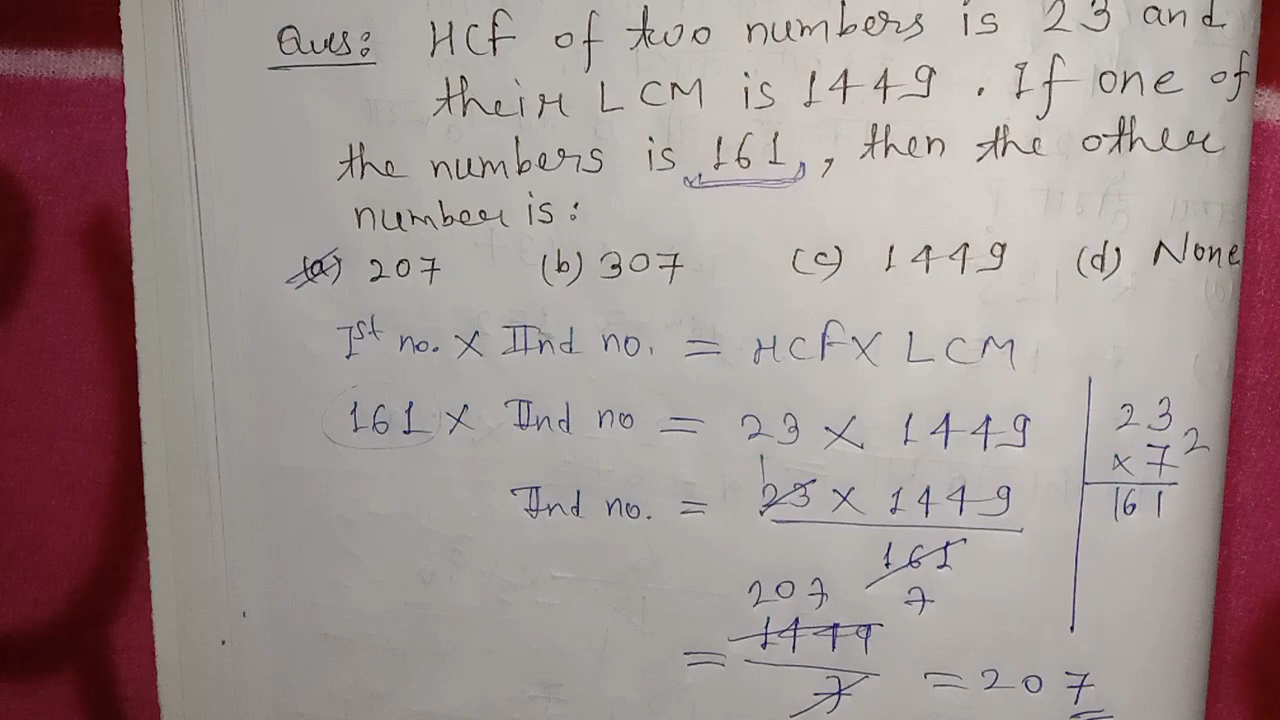 Ques: HCF of two numbers is 23 and
their LCM is 1449. If one of
the numbers is 161, then the other
number is:
(a) 207 (b) 307 (c) 1449 (d) None
Ist no. X IInd no. = HCF X LCM
161 X IInd no = 23 X 1449
IInd no. = 23 X 1449
1
161
7
207
= 1449
7
= 207
23
x 7 2
161